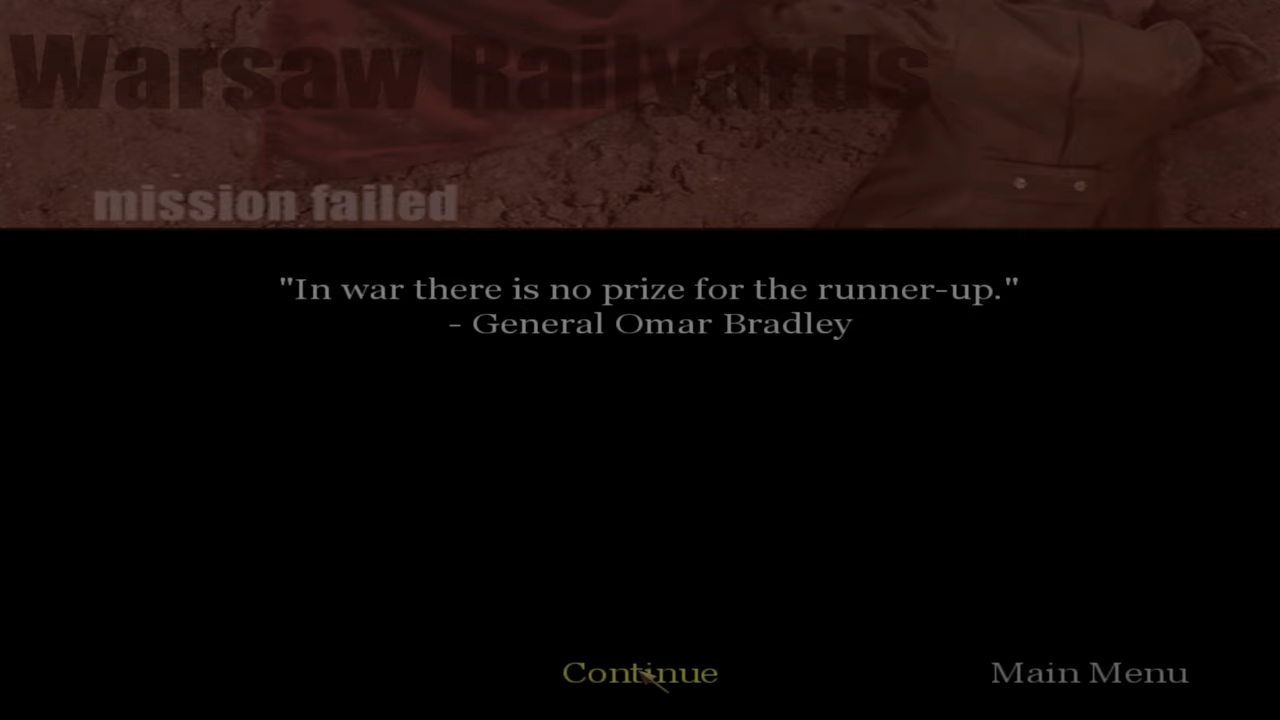 Warsaw Railyards
mission failed
"In war there is no prize for the runner-up."
- General Omar Bradley
Continue
Main Menu